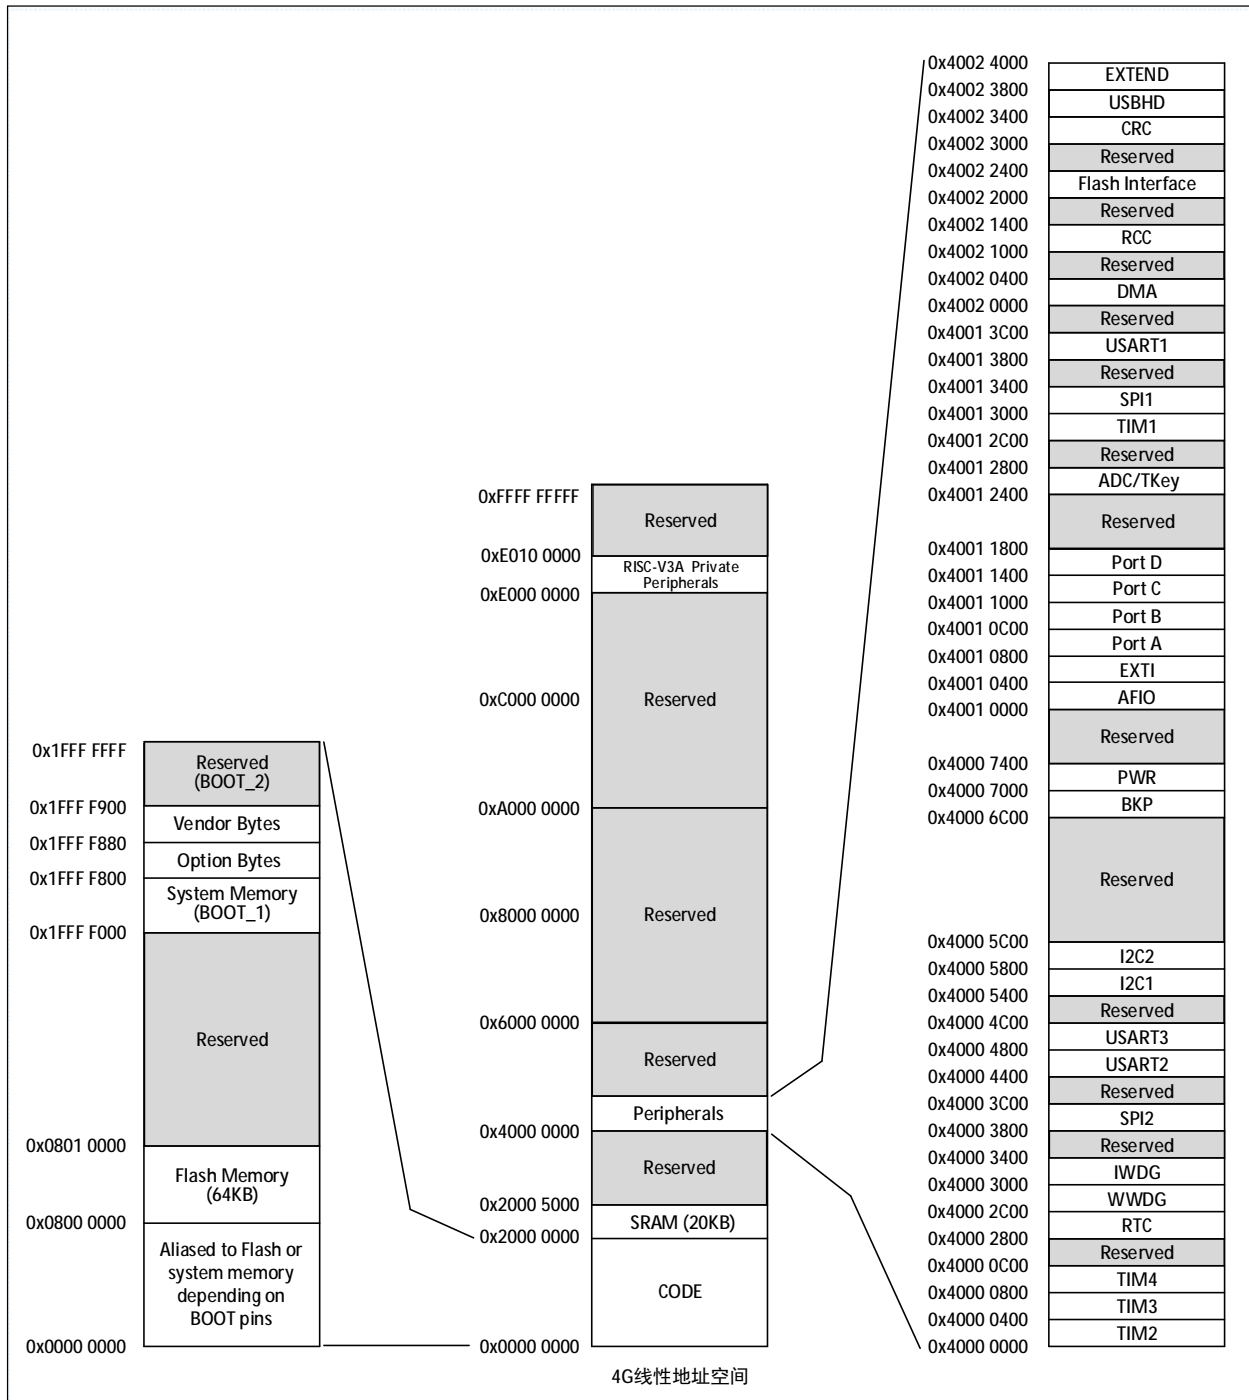 0x1FFF FFFF
Reserved
(BOOT_2)
0x1FFF F900
Vendor Bytes
0x1FFF F880
Option Bytes
0x1FFF F800
System Memory
(BOOT_1)
0x1FFF F000
Reserved
0x0801 0000
Flash Memory
(64KB)
0x0800 0000
Aliased to Flash or
system memory
depending on
BOOT pins
0x0000 0000
0xFFFF FFFFF
Reserved
0xE010 0000
RISC-V3A Private
Peripherals
0xE000 0000
Reserved
0xC000 0000
0xA000 0000
Reserved
0x8000 0000
0x6000 0000
Reserved
Peripherals
0x4000 0000
Reserved
0x2000 5000
SRAM (20KB)
0x2000 0000
CODE
0x0000 0000
4G线性地址空间
0x4002 4000
EXTEND
0x4002 3800
USBHD
0x4002 3400
CRC
0x4002 3000
Reserved
0x4002 2400
Flash Interface
0x4002 2000
Reserved
0x4002 1400
RCC
0x4002 1000
Reserved
0x4002 0400
DMA
0x4002 0000
Reserved
0x4001 3C00
USART1
0x4001 3800
Reserved
0x4001 3400
SPI1
0x4001 3000
TIM1
0x4001 2C00
Reserved
0x4001 2800
ADC/TKey
0x4001 2400
Reserved
0x4001 1800
Port D
0x4001 1400
Port C
0x4001 1000
Port B
0x4001 0C00
Port A
0x4001 0800
EXTI
0x4001 0400
AFIO
0x4001 0000
Reserved
0x4000 7400
PWR
0x4000 7000
BKP
0x4000 6C00
Reserved
0x4000 5C00
I2C2
0x4000 5800
I2C1
0x4000 5400
Reserved
0x4000 4C00
USART3
0x4000 4800
USART2
0x4000 4400
Reserved
0x4000 3C00
SPI2
0x4000 3800
Reserved
0x4000 3400
IWDG
0x4000 3000
WWDG
0x4000 2C00
RTC
0x4000 2800
Reserved
0x4000 0C00
TIM4
0x4000 0800
TIM3
0x4000 0400
TIM2
0x4000 0000